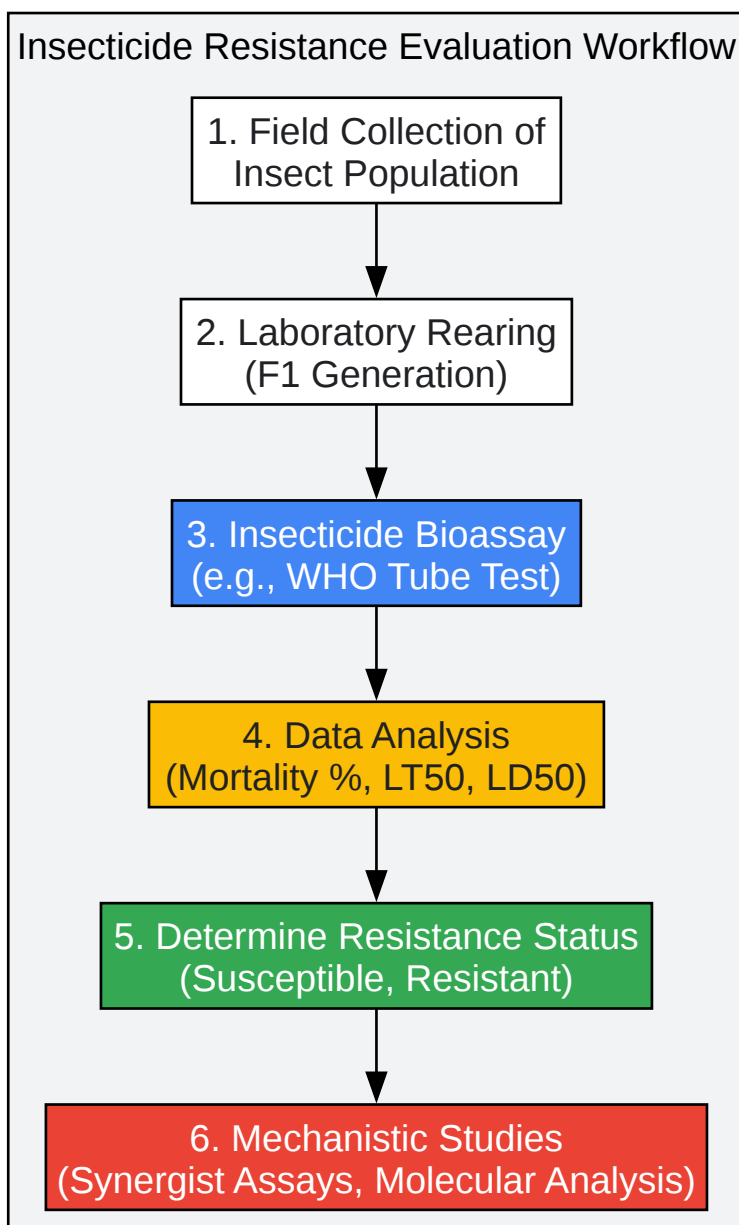 Insecticide Resistance Evaluation Workflow
1. Field Collection of
Insect Population
2. Laboratory Rearing
(F1 Generation)
3. Insecticide Bioassay
(e.g., WHO Tube Test)
4. Data Analysis
(Mortality %, LT50, LD50)
5. Determine Resistance Status
(Susceptible, Resistant)
6. Mechanistic Studies
(Synergist Assays, Molecular Analysis)